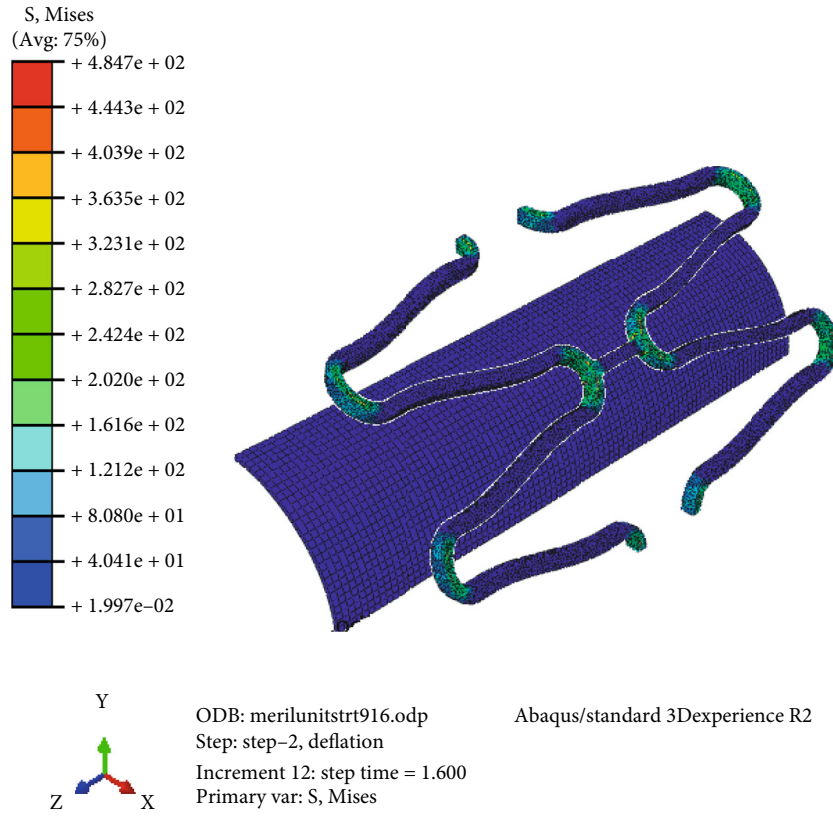 S, Mises
(Avg: 75%)
+ 4.847e + 02
+ 4.443e + 02
+ 4.039e + 02
+ 3.635e + 02
+ 3.231e + 02
+ 2.827e + 02
+ 2.424e + 02
+ 2.020e + 02
+ 1.616e + 02
+ 1.212e + 02
+ 8.080e + 01
+ 4.041e + 01
+ 1.997e–02
Y
Z
X
ODB: merilunitstrt916.odp
Abaqus/standard 3Dexperience R2
Step: step–2, deflation
Increment 12: step time = 1.600
Primary var: S, Mises